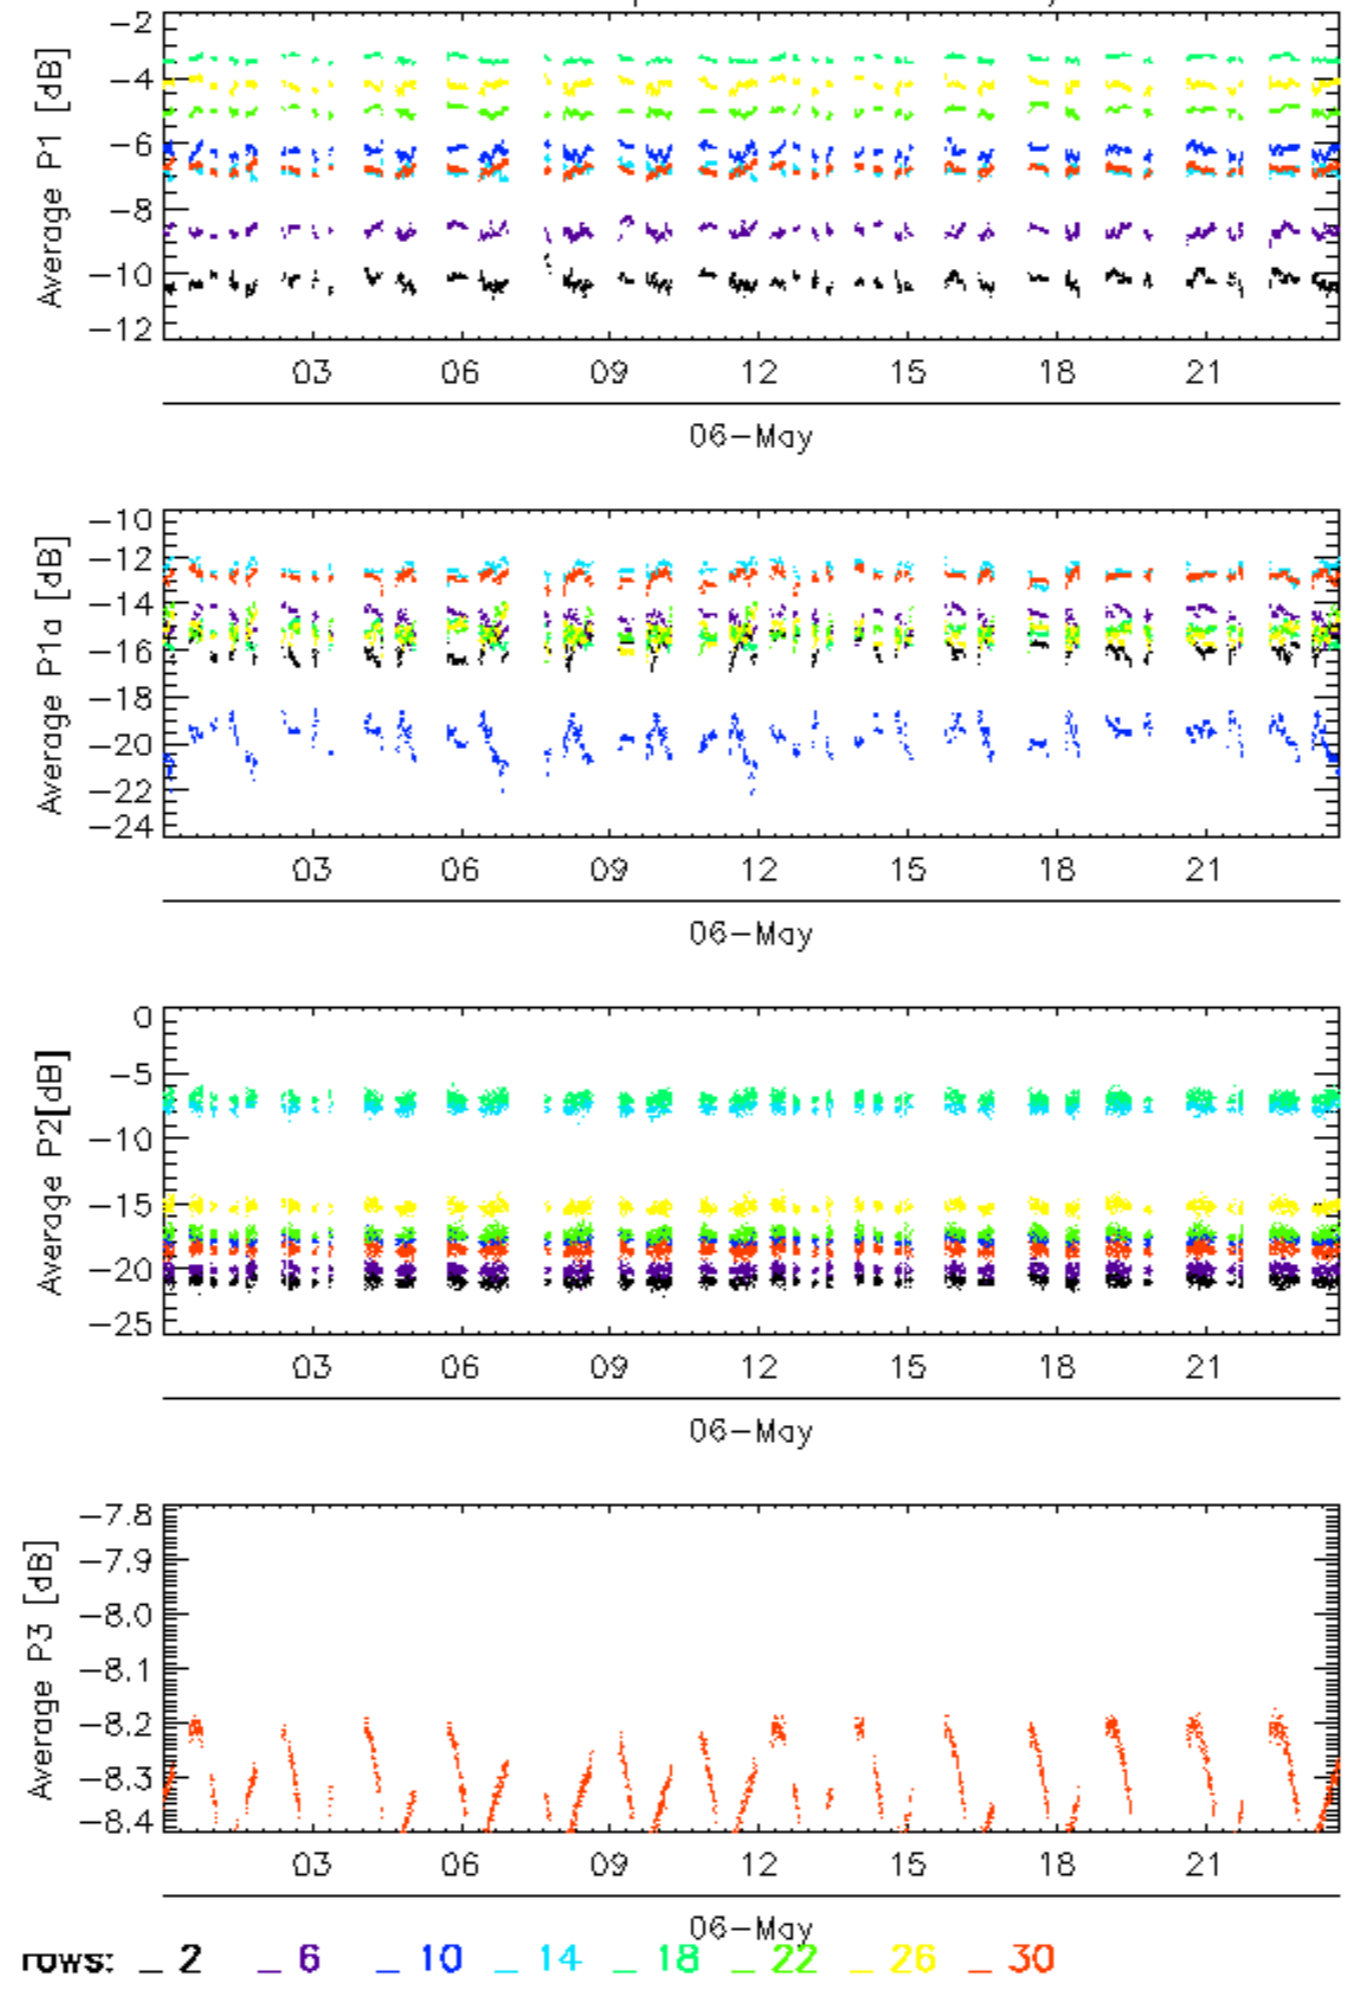 Average P1 [dB]
-2
-4
-6
-8
-10
-12
03 06 09 12 15 18 21
06-May
Average P1a [dB]
-10
-12
-14
-16
-18
-20
-22
-24
03 06 09 12 15 18 21
06-May
Average P2[dB]
0
-5
-10
-15
-20
-25
03 06 09 12 15 18 21
06-May
Average P3 [dB]
-7.8
-7.9
-8.0
-8.1
-8.2
-8.3
-8.4
03 06 09 12 15 18 21
06-May
rows: _ 2 _ 6 _ 10 _ 14 _ 18 _ 22 _ 26 _ 30